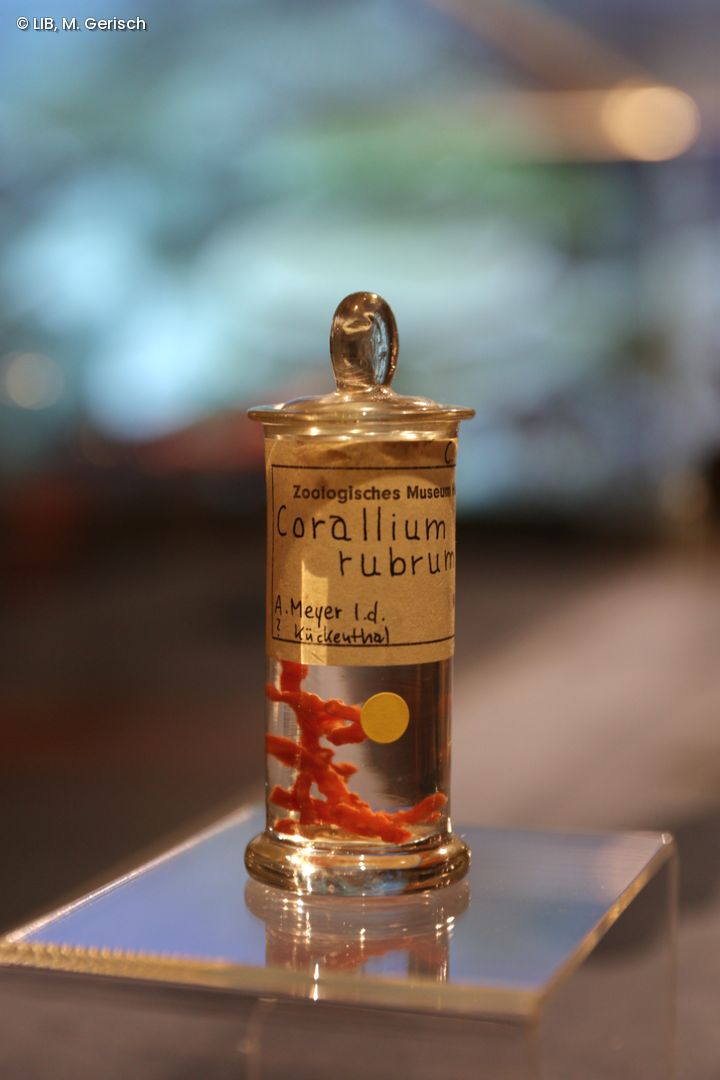 © LIB, M. Gerisch
Zoologisches Museum
Corallium
rubrum
A. Meyer l.d.
? Kückenthal